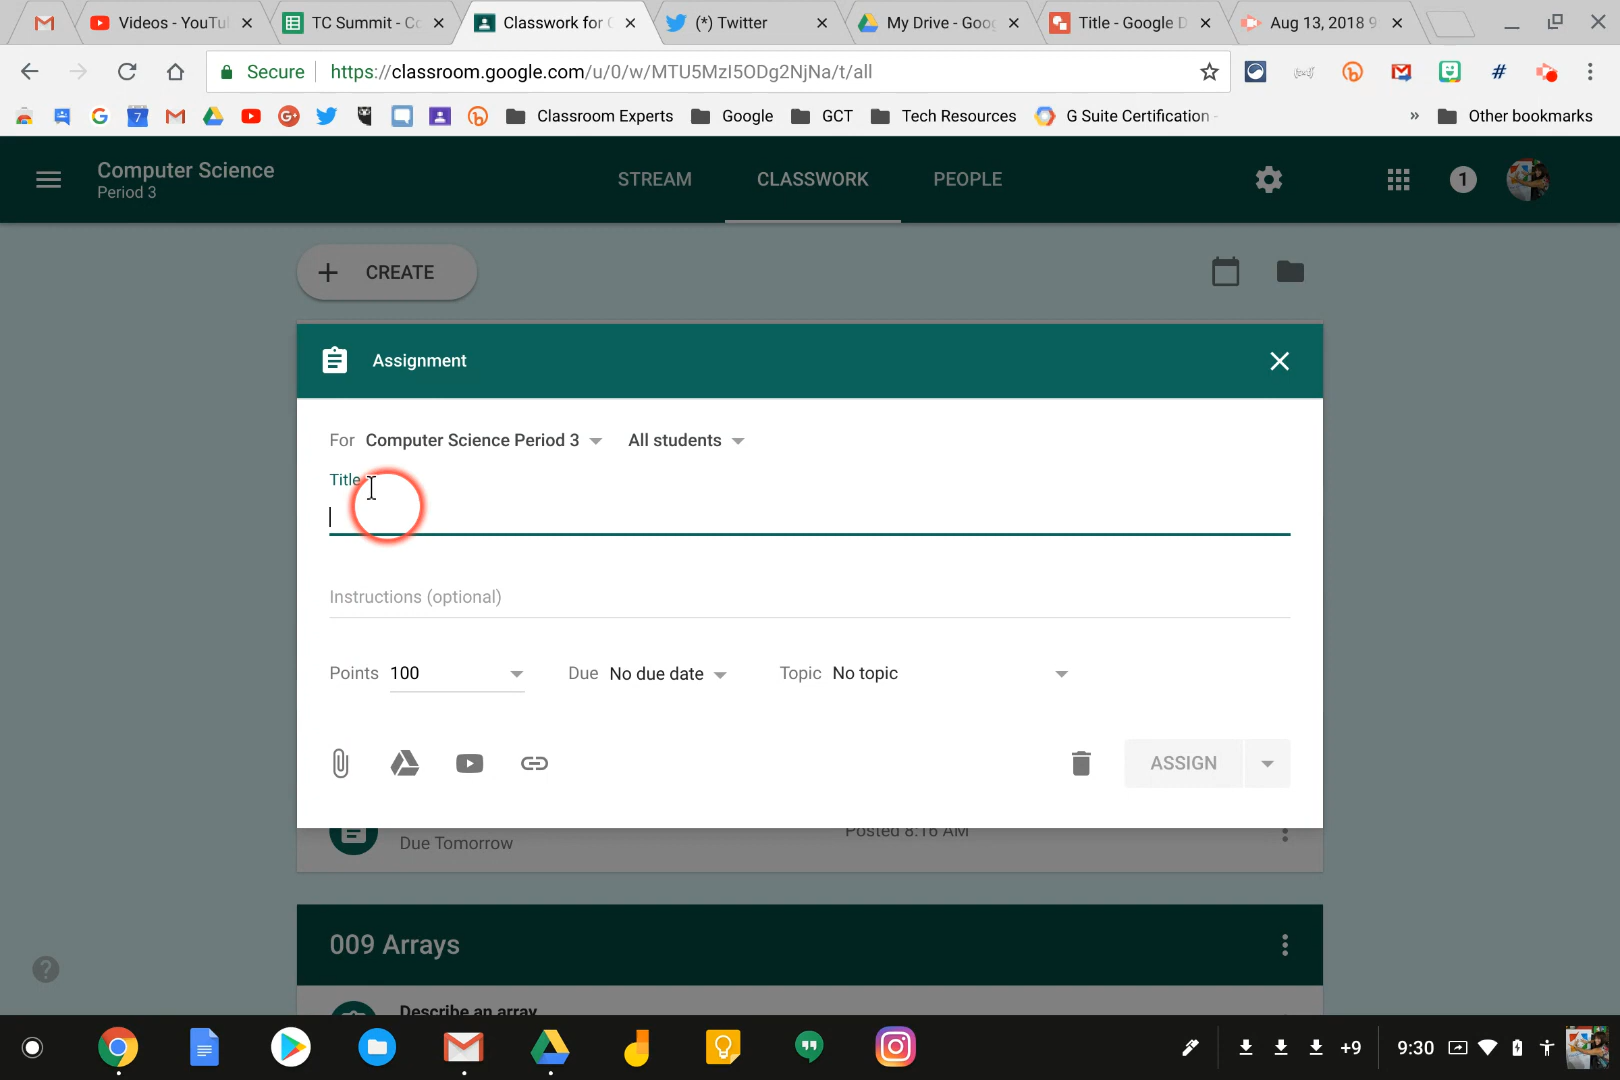 Videos - YouTu
TC Summit - Co
Classwork for G
(*) Twitter
My Drive - Goog
Title - Google D
Aug 13, 2018 9
Secure
https://classroom.google.com/u/0/w/MTU5MzI5ODg2NjNa/t/all
Classroom Experts
Google
GCT
Tech Resources
G Suite Certification -
» Other bookmarks
Computer Science
Period 3
STREAM
CLASSWORK
PEOPLE
1
+ CREATE
Assignment
For Computer Science Period 3
All students
Title
Instructions (optional)
Points 100
Due No due date
Topic No topic
ASSIGN
Due Tomorrow
Posted 8:16 AM
009 Arrays
Describe an array
+9
9:30